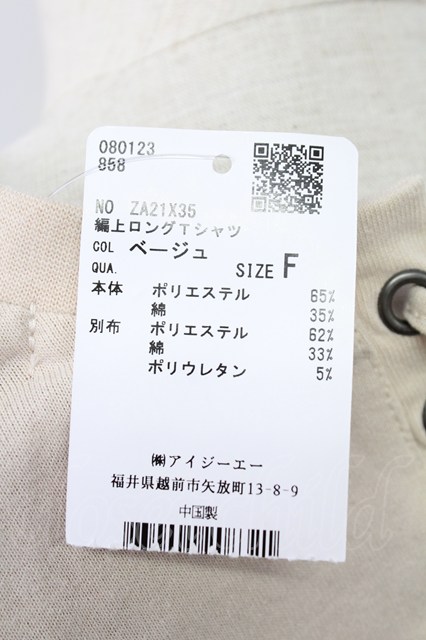 080123
858
NO ZA21X35
編上ロングTシャツ
COL ベージュ
QUA. SIZE F
本体 ポリエステル 65%
綿 35%
別布 ポリエステル 62%
綿 33%
ポリウレタン 5%
㈱アイジーエー
福井県越前市矢放町13-8-9
中国製